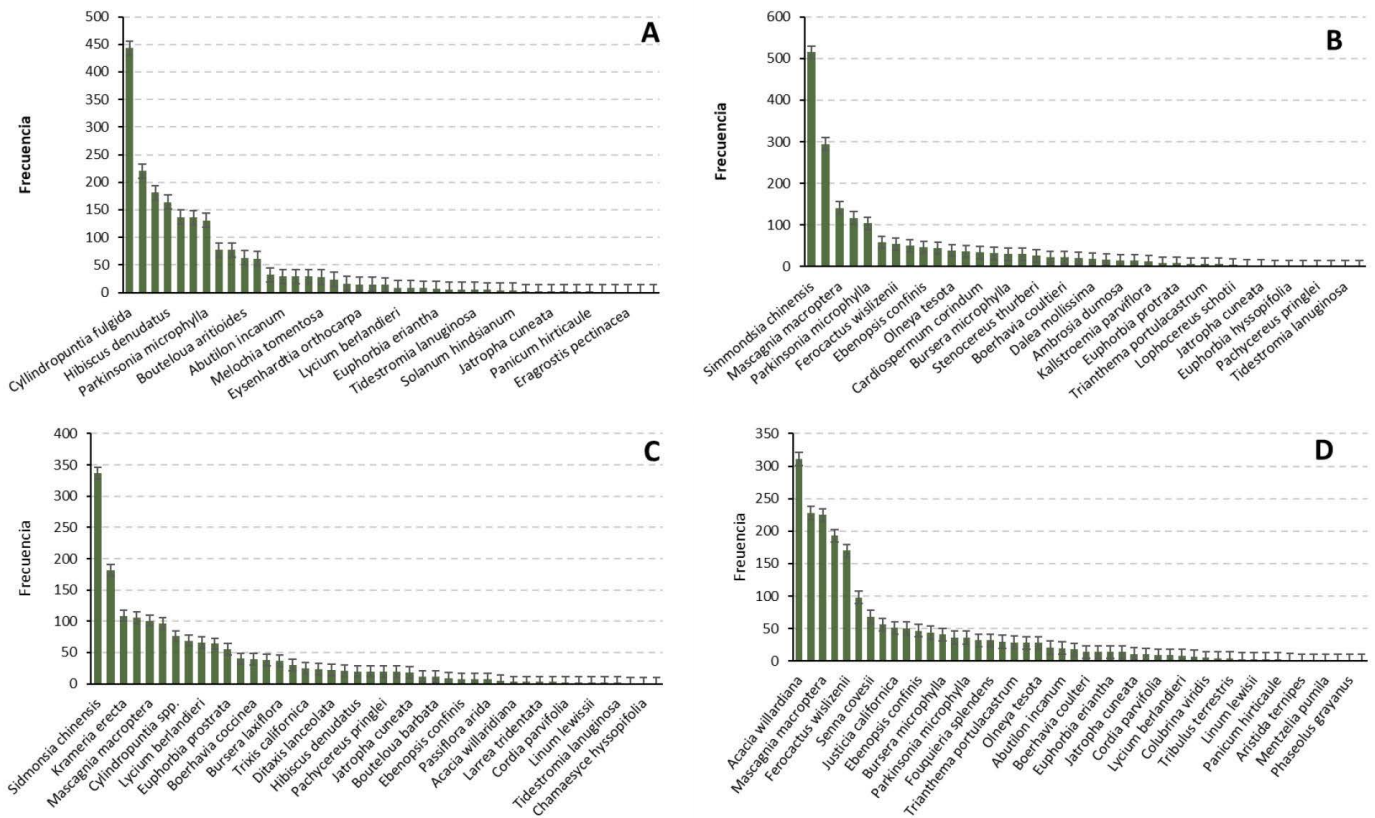 A
Frecuencia
500
450
400
350
300
250
200
150
100
50
0
Cyllindropuntia fulgida
Hibiscus denudatus
Parkinsonia microphylla
Bouteloua aritioides
Abutilon incanum
Melochia tomentosa
Eysenhardtia orthocarpa
Lycium berlandieri
Euphorbia eriantha
Tidestromia lanuginosa
Solanum hindsianum
Jatropha cuneata
Panicum hirticaule
Eragrostis pectinacea
B
Frecuencia
600
500
400
300
200
100
0
Simmondsia chinensis
Mascagnia macroptera
Parkinsonia microphylla
Ferocactus wislizenii
Ebenopsis confinis
Olneya tesota
Cardiospermum corindum
Bursera microphylla
Stenocereus thurberi
Boerhavia coultieri
Dalea mollissima
Ambrosia dumosa
Kallstroemia parviflora
Euphorbia protrata
Trianthema portulacastrum
Lophocereus schotii
Jatropha cuneata
Euphorbia hyssopifolia
Pachycereus pringlei
Tidestromia lanuginosa
C
Frecuencia
400
350
300
250
200
150
100
50
0
Sidmonsia chinensis
Krameria erecta
Mascagnia macroptera
Cylindropuntia spp.
Lycium berlandieri
Euphorbia prostrata
Boerhavia coccinea
Bursera laxiflora
Trixis californica
Ditaxis lanceolata
Hibiscus denudatus
Pachycereus pringlei
Jatropha cuneata
Bouteloua barbata
Ebenopsis confinis
Passiflora arida
Acacia willardiana
Larrea tridentata
Cordia parvifolia
Linum lewissii
Tidestromia lanuginosa
Chamaesyce hyssopifolia
D
Freuencia
350
300
250
200
150
100
50
0
Acacia willardiana
Mascagnia macroptera
Ferocactus wislizenii
Senna covesii
Justicia californica
Ebenopsis confinis
Bursera microphylla
Parkinsonia microphylla
Fouquieria splendens
Trianthema portulacastrum
Olneya tesota
Abutilon incanum
Boerhavia couteri
Euphorbia eriantha
Jatropha cuneata
Cordia parvifolia
Lycium berlandieri
Colubrina viridis
Tribulus terrestris
Linum lewisii
Panicum hirticaule
Aristida ternipes
Mentzelia pumila
Phaseolus grayanus